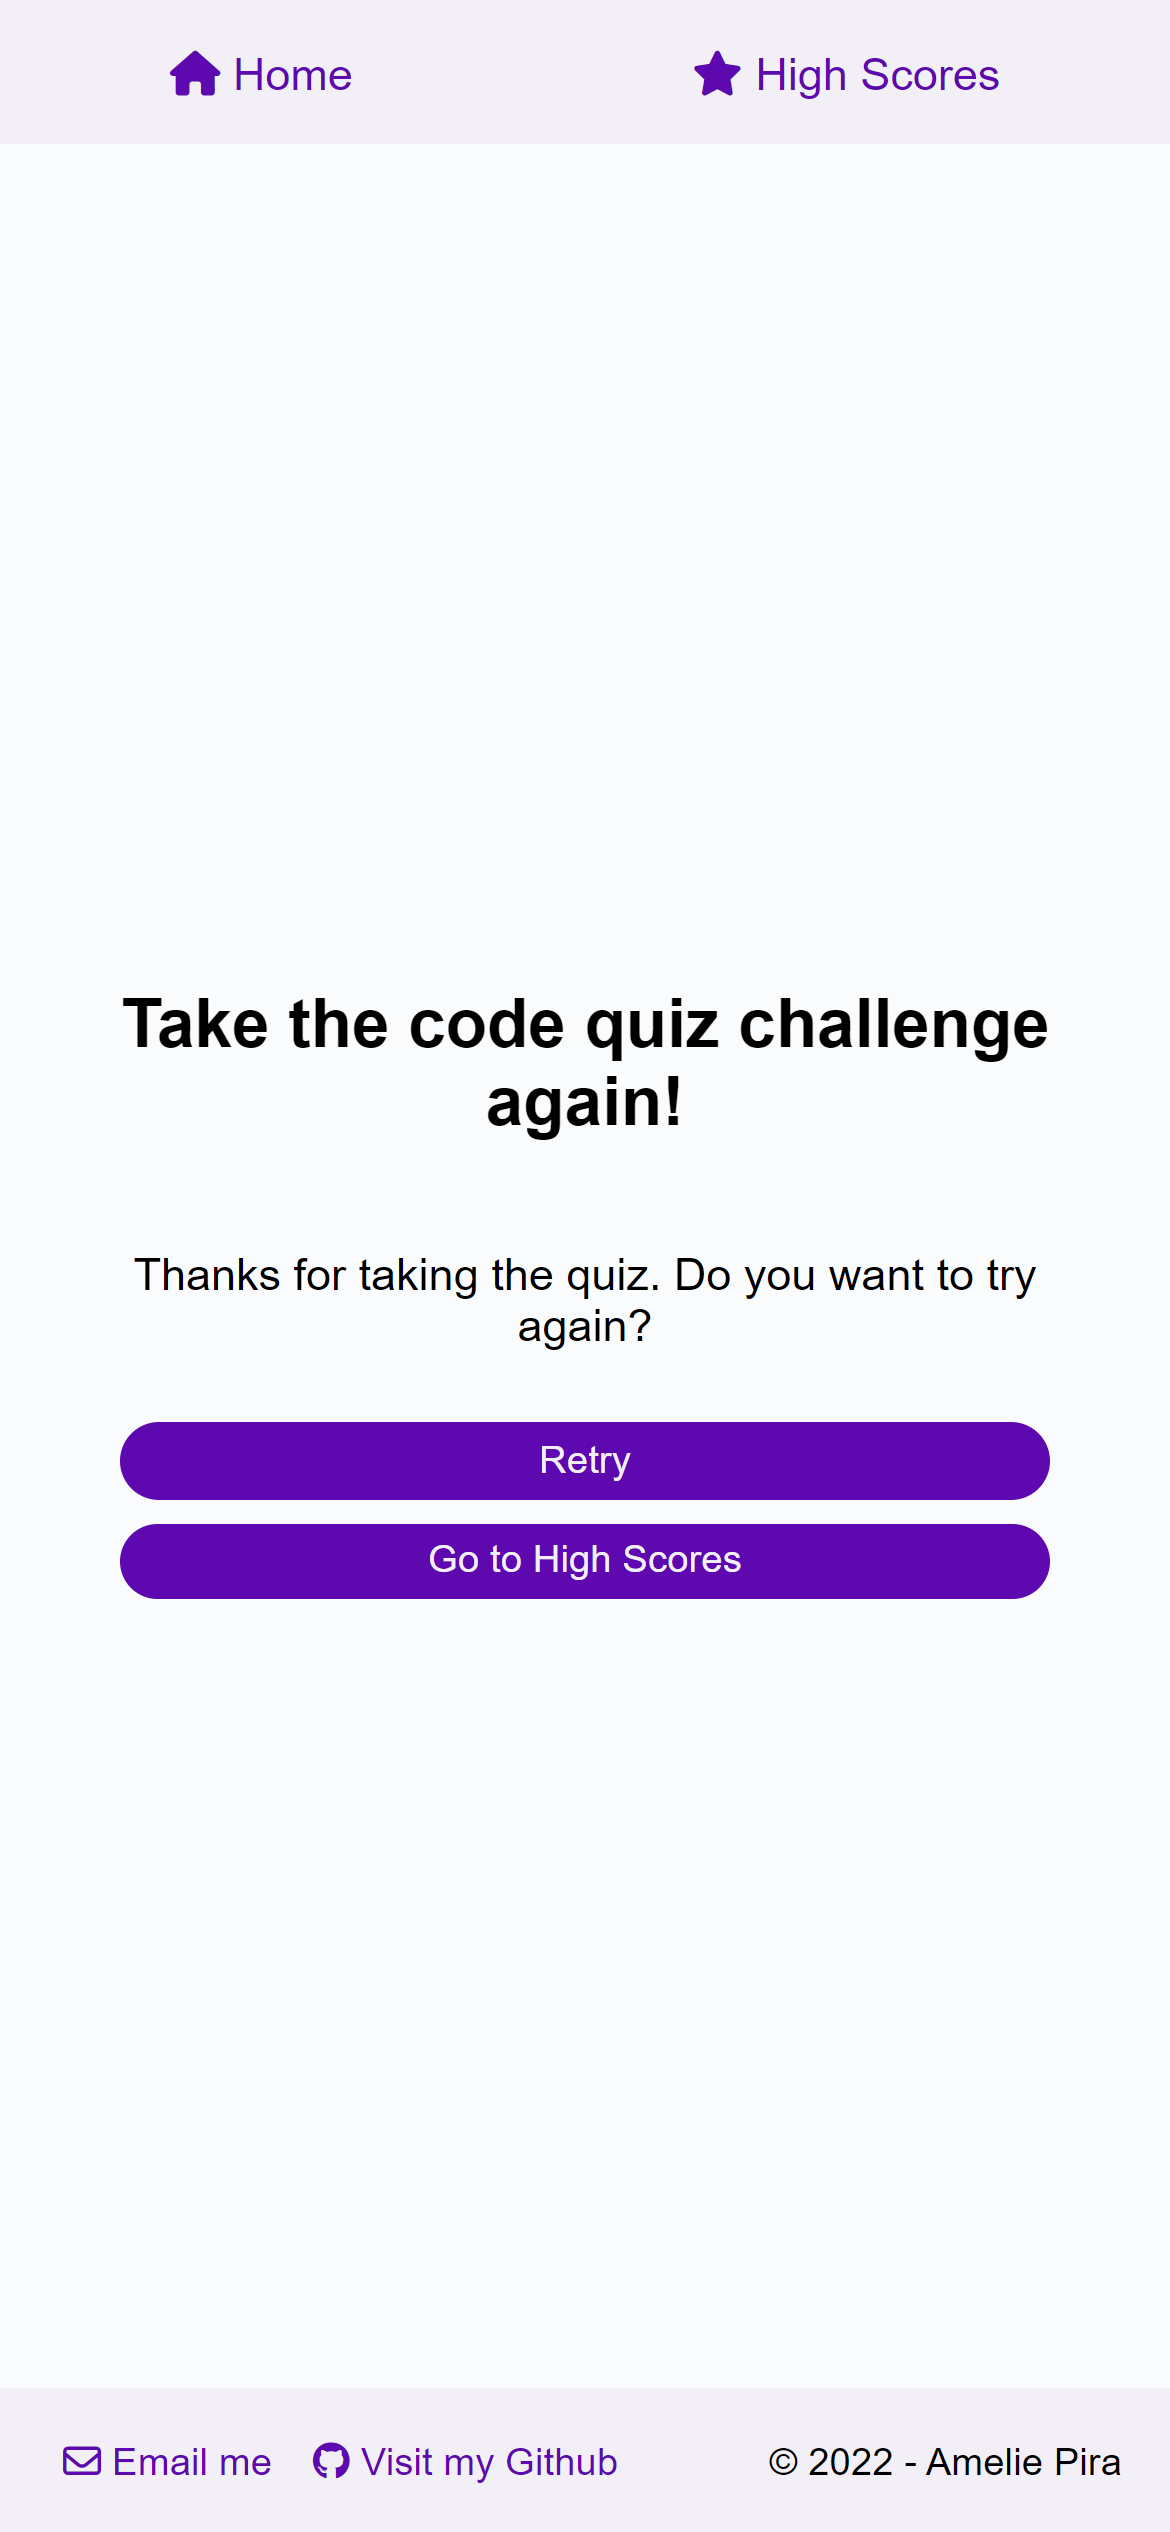 Home High Scores
Take the code quiz challenge
again!
Thanks for taking the quiz. Do you want to try
again?
Retry
Go to High Scores
Email me Visit my Github © 2022 - Amelie Pira